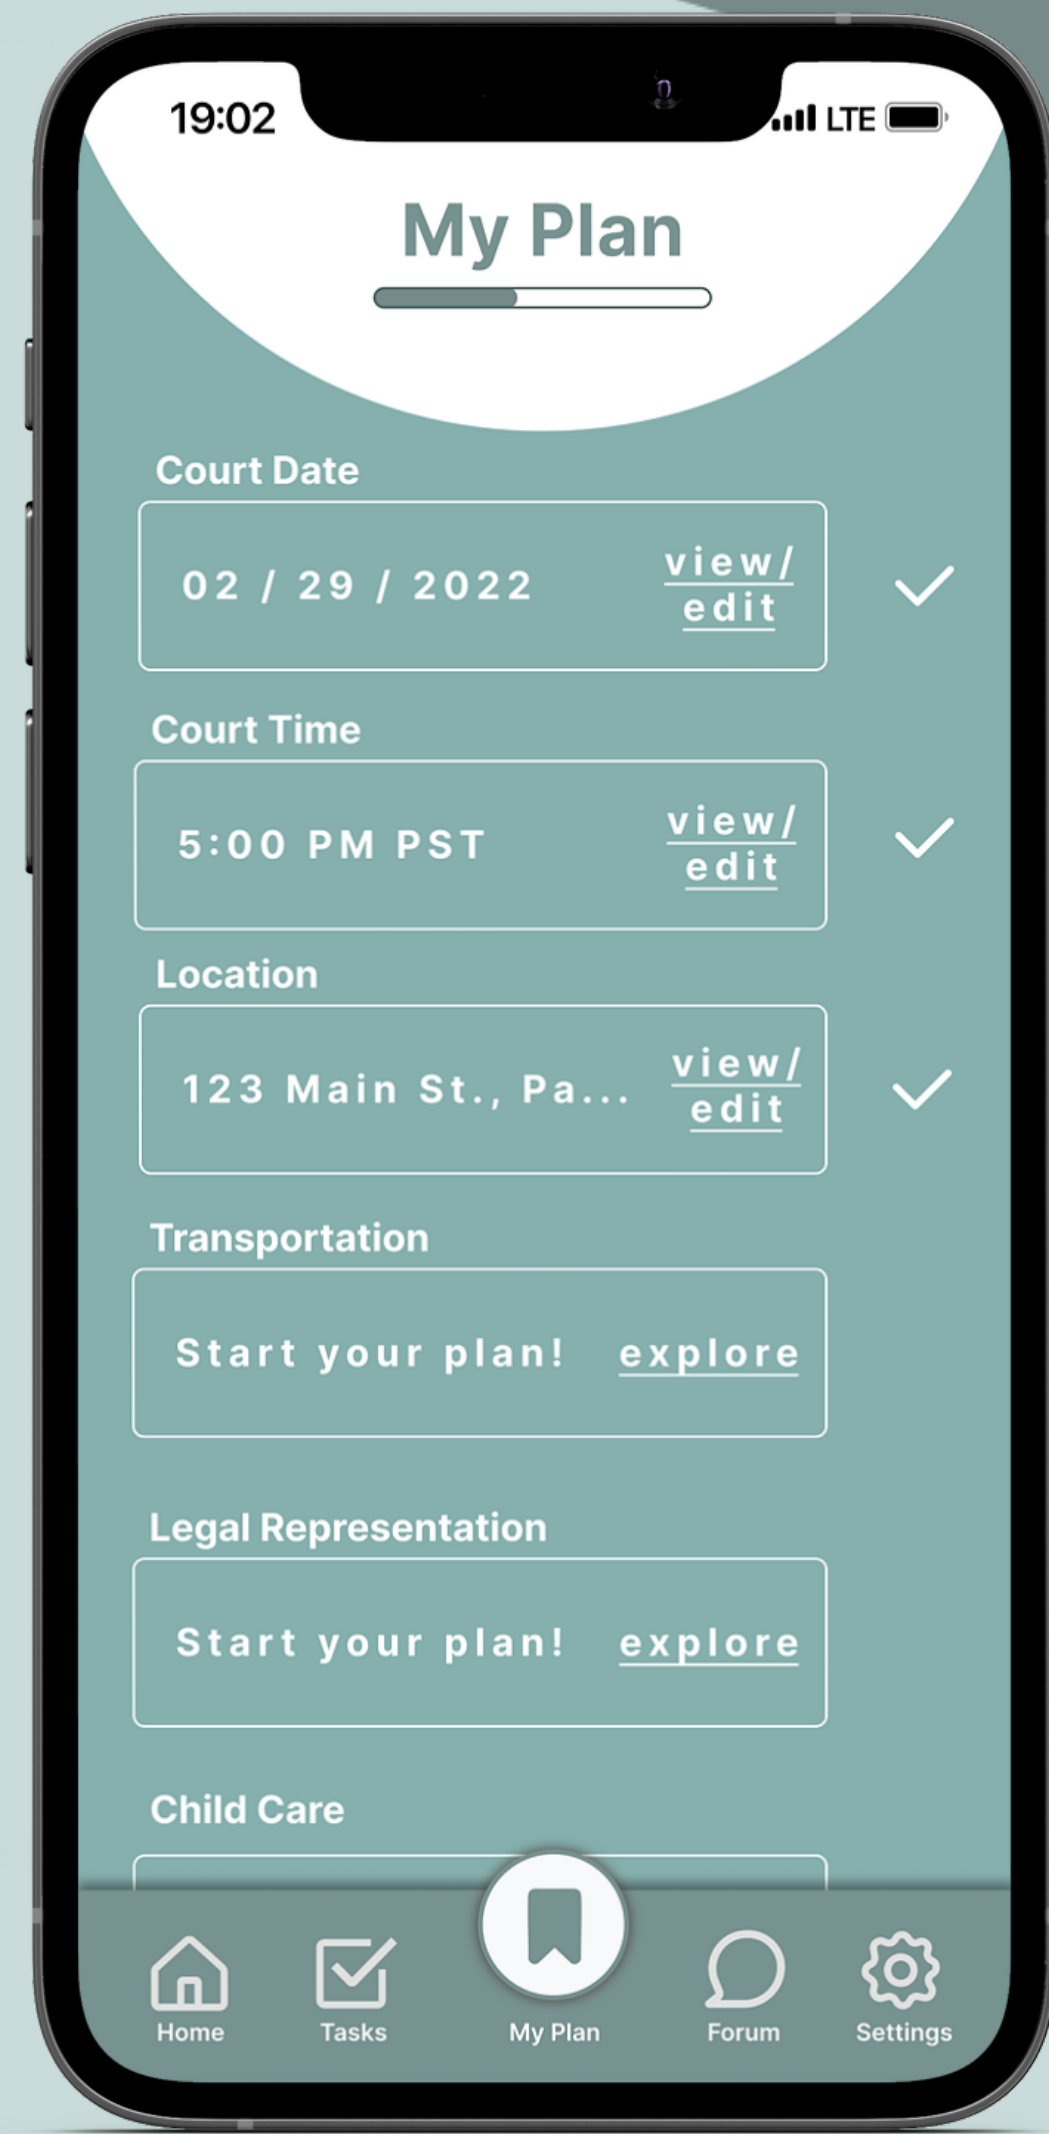 19:02 LTE
My Plan
Court Date
02 / 29 / 2022
view/
edit
Court Time
5:00 PM PST
view/
edit
Location
123 Main St., Pa...
view/
edit
Transportation
Start your plan! explore
Legal Representation
Start your plan! explore
Child Care
Home Tasks My Plan Forum Settings